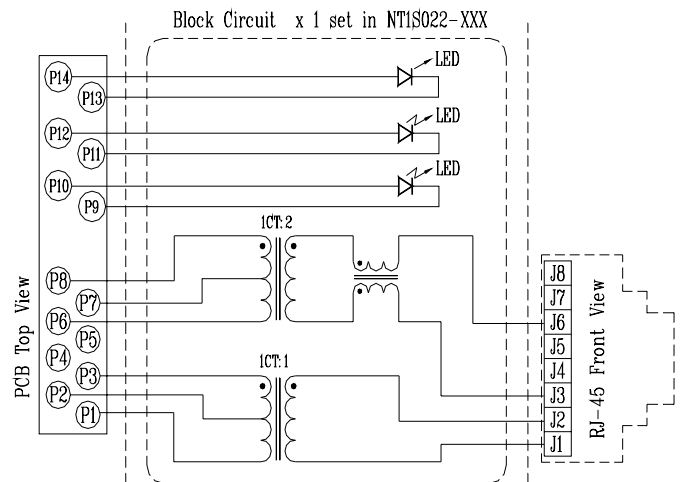 Block Circuit x 1 set in NT1S022-XXX
P14
LED
P13
P12
LED
P11
P10
LED
P9
1CT:2
P8
P7
P6
P5
P4
P3
P2
P1
PCB Top View
1CT:1
J8
J7
J6
J5
J4
J3
J2
J1
RJ-45 Front View